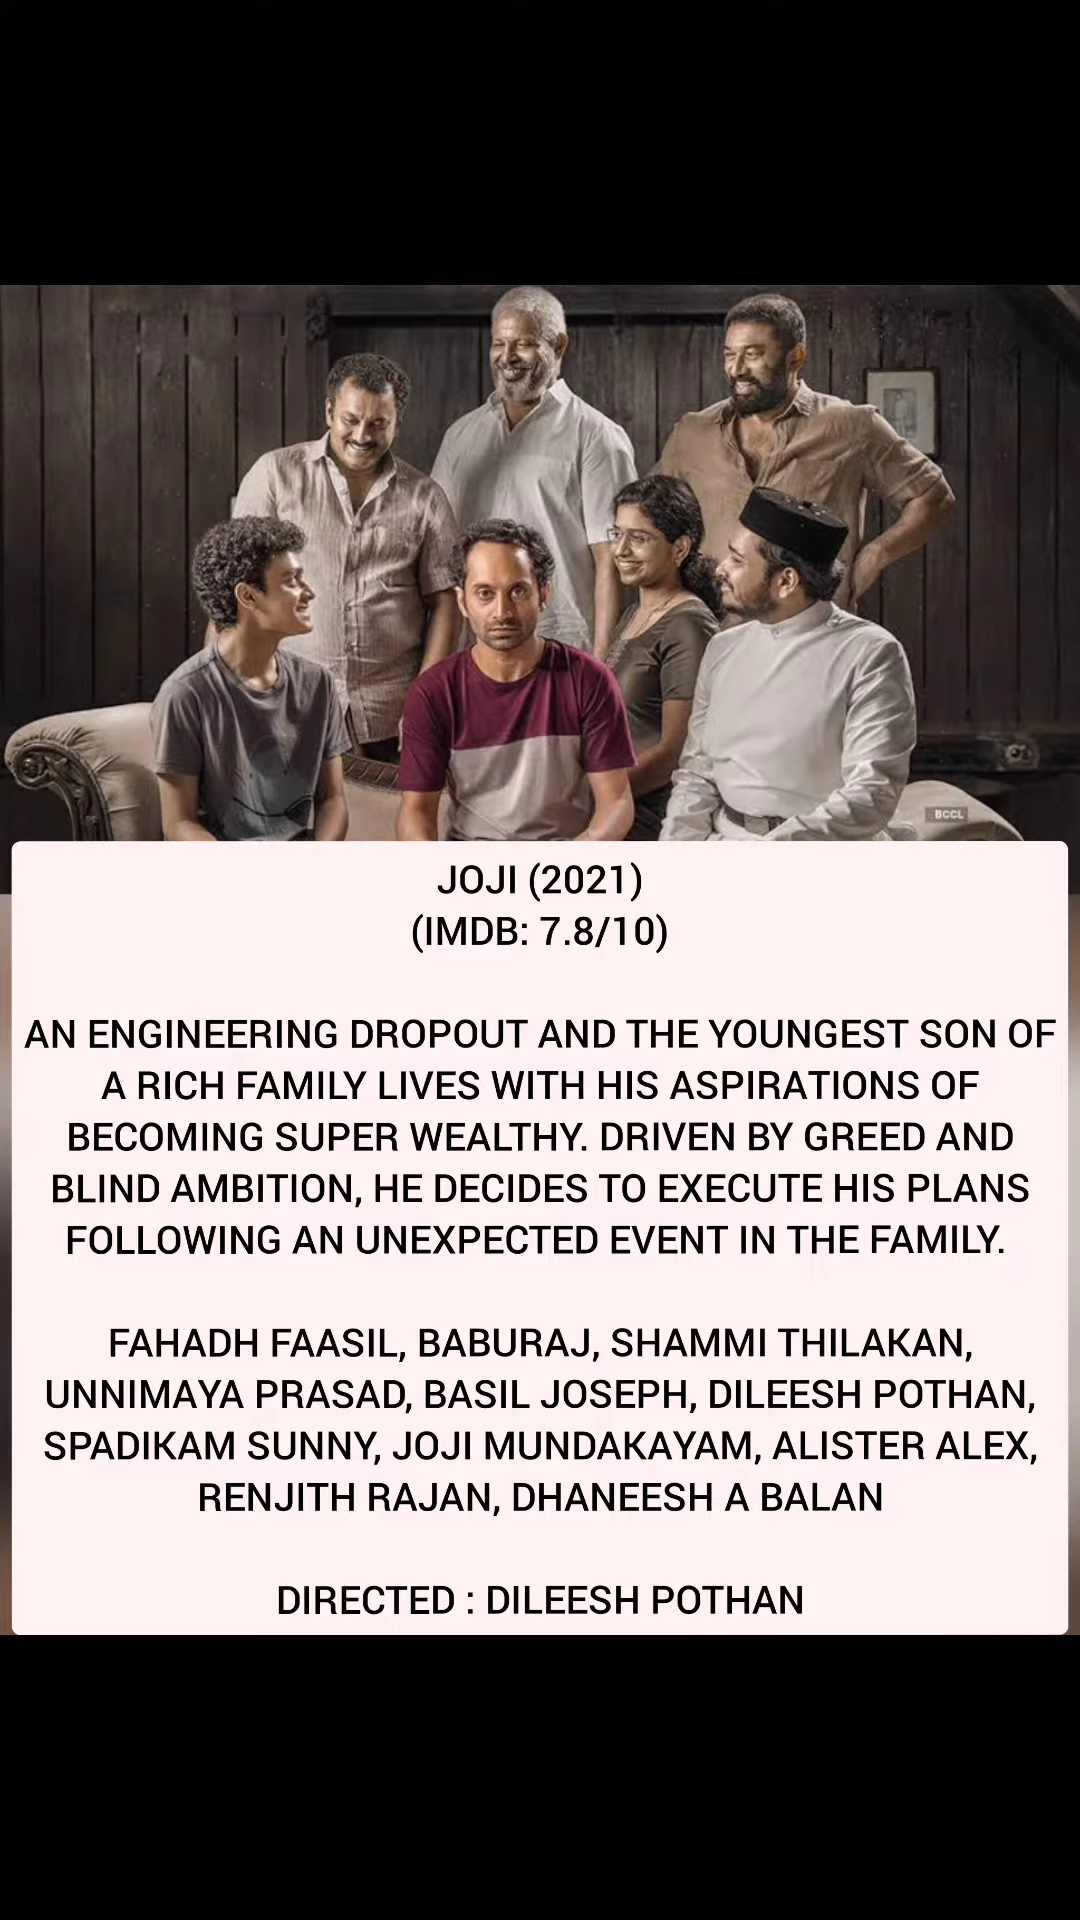 BCCL
JOJI (2021)
(IMDB: 7.8/10)
AN ENGINEERING DROPOUT AND THE YOUNGEST SON OF
A RICH FAMILY LIVES WITH HIS ASPIRATIONS OF
BECOMING SUPER WEALTHY. DRIVEN BY GREED AND
BLIND AMBITION, HE DECIDES TO EXECUTE HIS PLANS
FOLLOWING AN UNEXPECTED EVENT IN THE FAMILY.
FAHADH FAASIL, BABURAJ, SHAMMI THILAKAN,
UNNIMAYA PRASAD, BASIL JOSEPH, DILEESH POTHAN,
SPADIKAM SUNNY, JOJI MUNDAKAYAM, ALISTER ALEX,
RENJITH RAJAN, DHANEESH A BALAN
DIRECTED : DILEESH POTHAN